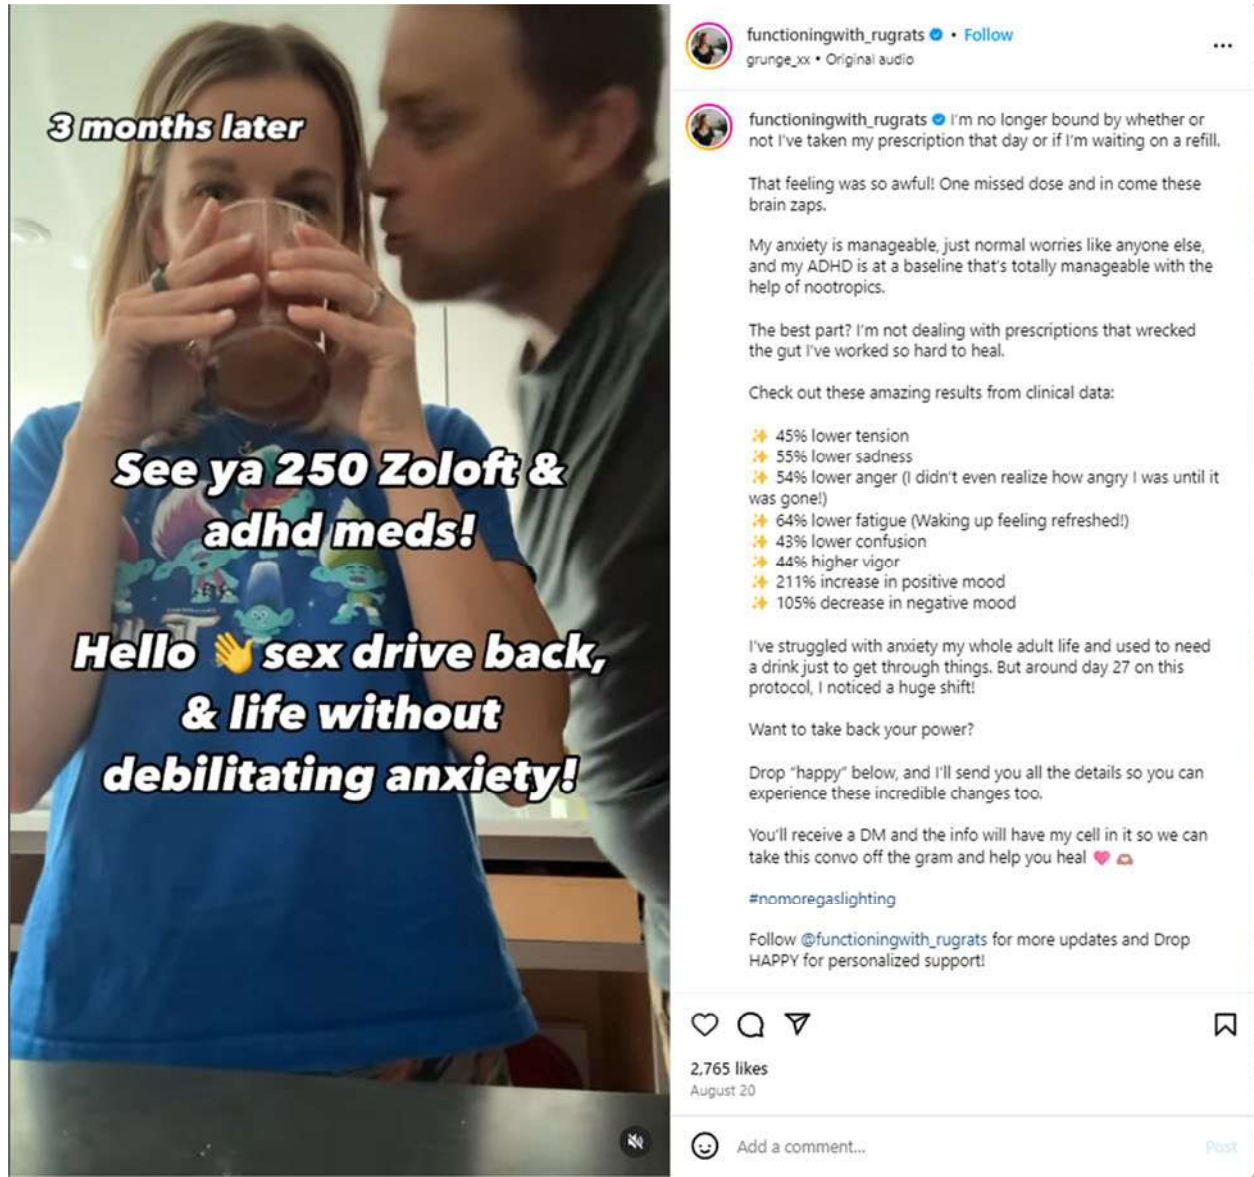 3 months later
See ya 250 Zoloft &
adhd meds!
Hello 👋 sex drive back,
& life without
debilitating anxiety!
functioningwith_rugrats • Follow
grunge_xx • Original audio
functioningwith_rugrats I'm no longer bound by whether or
not I've taken my prescription that day or if I'm waiting on a refill.
That feeling was so awful! One missed dose and in come these
brain zaps.
My anxiety is manageable, just normal worries like anyone else,
and my ADHD is at a baseline that's totally manageable with the
help of nootropics.
The best part? I'm not dealing with prescriptions that wrecked
the gut I've worked so hard to heal.
Check out these amazing results from clinical data:
✨ 45% lower tension
✨ 55% lower sadness
✨ 54% lower anger (I didn't even realize how angry I was until it
was gone!)
✨ 64% lower fatigue (Waking up feeling refreshed!)
✨ 43% lower confusion
✨ 44% higher vigor
✨ 211% increase in positive mood
✨ 105% decrease in negative mood
I've struggled with anxiety my whole adult life and used to need
a drink just to get through things. But around day 27 on this
protocol, I noticed a huge shift!
Want to take back your power?
Drop "happy" below, and I'll send you all the details so you can
experience these incredible changes too.
You'll receive a DM and the info will have my cell in it so we can
take this convo off the gram and help you heal 💖 🫶🏼
#nomoregaslighting
Follow @functioningwith_rugrats for more updates and Drop
HAPPY for personalized support!
2,765 likes
August 20
Add a comment...
Post